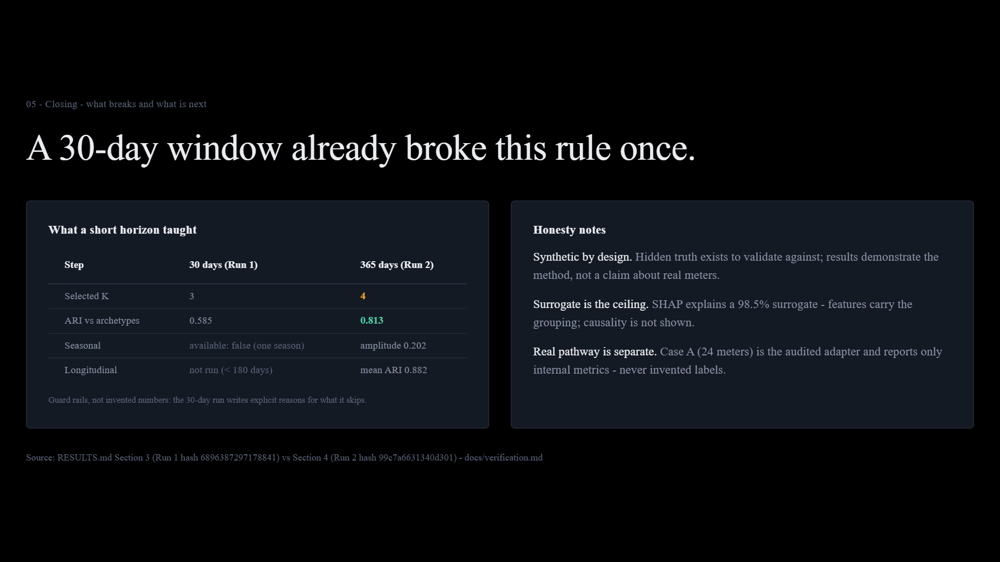 05 - Closing - what breaks and what is next
A 30-day window already broke this rule once.
What a short horizon taught
Step 30 days (Run 1) 365 days (Run 2)
Selected K 3 4
ARI vs archetypes 0.585 0.813
Seasonal available: false (one season) amplitude 0.202
Longitudinal not run (< 180 days) mean ARI 0.882
Guard rails, not invented numbers: the 30-day run writes explicit reasons for what it skips.
Honesty notes
Synthetic by design. Hidden truth exists to validate against; results demonstrate the
method, not a claim about real meters.
Surrogate is the ceiling. SHAP explains a 98.5% surrogate - features carry the
grouping; causality is not shown.
Real pathway is separate. Case A (24 meters) is the audited adapter and reports only
internal metrics - never invented labels.
Source: RESULTS.md Section 3 (Run 1 hash 6896387297178841) vs Section 4 (Run 2 hash 99c7a6631340d301) - docs/verification.md